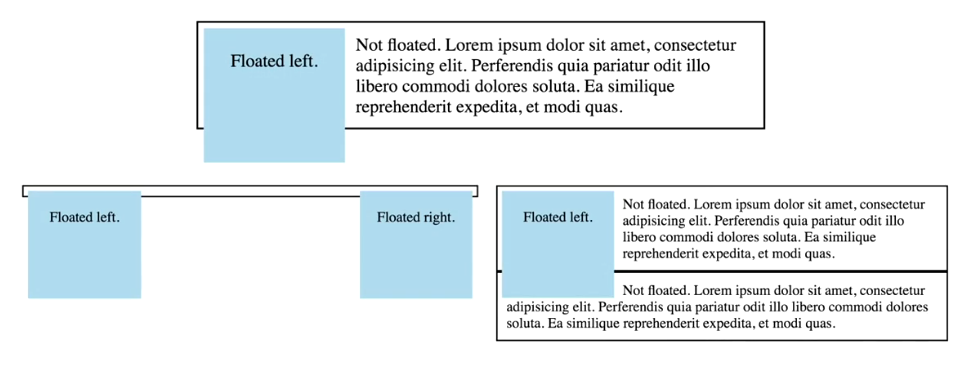 Floated left.
Not floated. Lorem ipsum dolor sit amet, consectetur
adipisicing elit. Perferendis quia pariatur odit illo
libero commodi dolores soluta. Ea similique
reprehenderit expedita, et modi quas.
Floated left.
Floated right.
Floated left.
Not floated. Lorem ipsum dolor sit amet, consectetur
adipisicing elit. Perferendis quia pariatur odit illo
libero commodi dolores soluta. Ea similique
reprehenderit expedita, et modi quas.
Not floated. Lorem ipsum dolor sit amet, consectetur
adipisicing elit. Perferendis quia pariatur odit illo libero commodi dolores
soluta. Ea similique reprehenderit expedita, et modi quas.